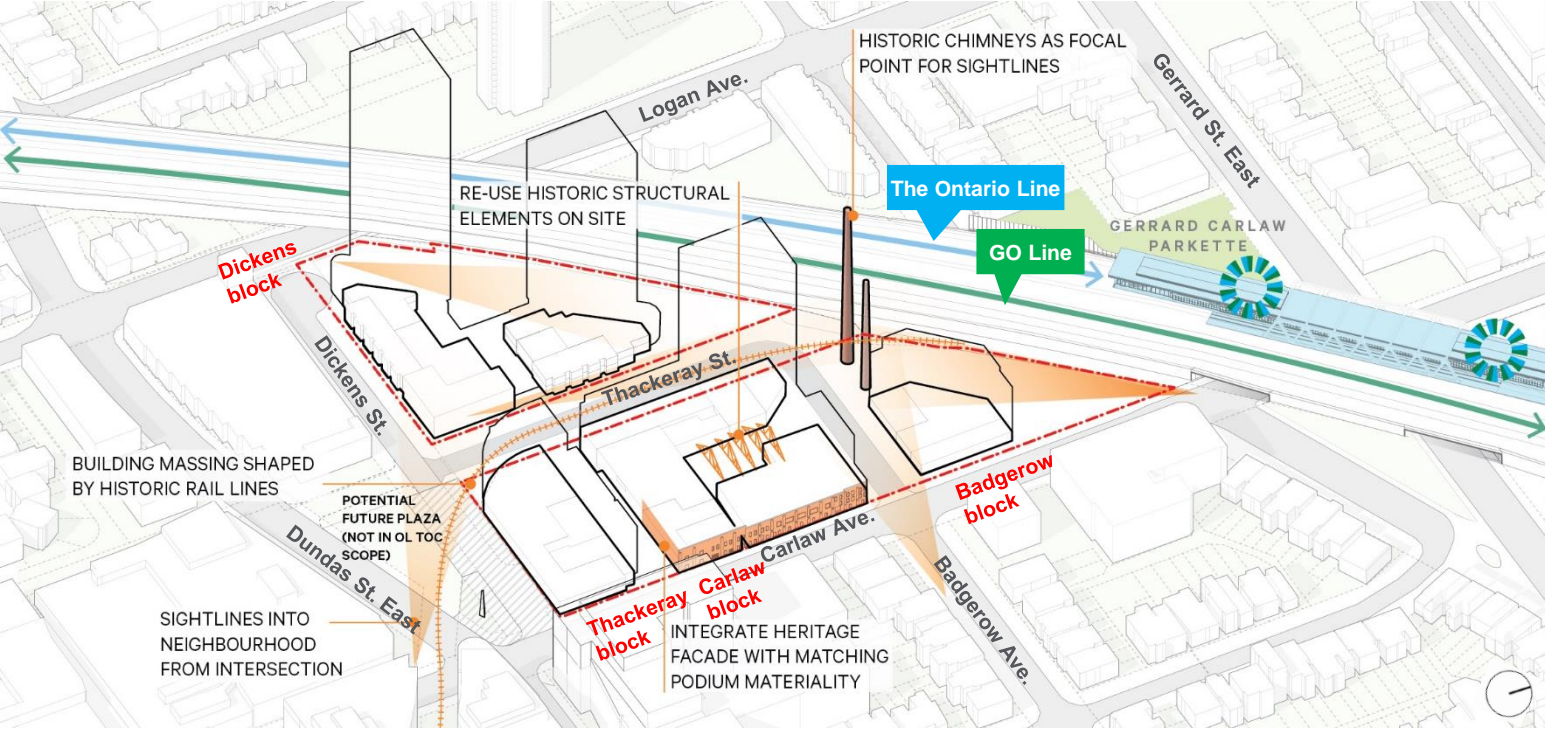 HISTORIC CHIMNEYS AS FOCAL
POINT FOR SIGHTLINES
Logan Ave.
Gerrard St. East
RE-USE HISTORIC STRUCTURAL
ELEMENTS ON SITE
The Ontario Line
GERRARD CARLAW
PARKETTE
GO Line
Dickens
block
Dickens St.
Thackeray St.
BUILDING MASSING SHAPED
BY HISTORIC RAIL LINES
POTENTIAL
FUTURE PLAZA
(NOT IN OL TOC
SCOPE)
Badgerow
block
Carlaw Ave.
Dundas St. East
Badgerow Ave.
Thackeray
block
Carlaw
block
SIGHTLINES INTO
NEIGHBOURHOOD
FROM INTERSECTION
INTEGRATE HERITAGE
FACADE WITH MATCHING
PODIUM MATERIALITY